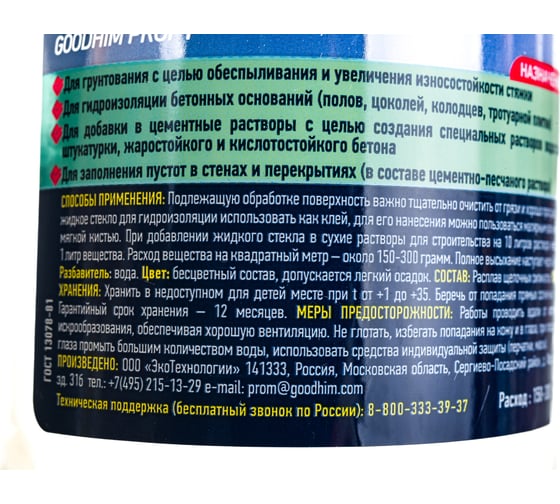 GOODHIM
НАЗНАЧ
Для грунтования с целью обеспыливания и увеличения износостойкости стяжки
Для гидроизоляции бетонных оснований (полов, цоколей, колодцев, тротуарной плитки
Для добавки в цементные растворы с целью создания специальных растворов
штукатурки, жаростойкого и кислотостойкого бетона
Для заполнения пустот в стенах и перекрытиях (в составе цементно-песчаного раствора
СПОСОБЫ ПРИМЕНЕНИЯ: Подлежащую обработке поверхность важно тщательно очистить от грязи и
жидкое стекло для гидроизоляции использовать как клей, для его нанесения можно пользоваться
мягкой кистью. При добавлении жидкого стекла в сухие растворы для строительства на 10 литров
1 литр вещества. Расход вещества на квадратный метр – около 150-300 грамм. Полное высыхание наступает
Разбавитель: вода. Цвет: бесцветный состав, допускается легкий осадок. СОСТАВ: Расплав щелочных
ХРАНЕНИЯ: Хранить в недоступном для детей месте при t от +1 до +35. Беречь от попадания прямых
Гарантийный срок хранения – 12 месяцев. МЕРЫ ПРЕДОСТОРОЖНОСТИ: Работы проводить
искрообразования, обеспечивая хорошую вентиляцию. Не глотать, избегать попадания на кожу и в глаза,
глаза промыть большим количеством воды, использовать средства индивидуальной защиты (перчатки,
ПРОИЗВЕДЕНО: ООО «ЭкоТехнологии» 141333, Россия, Московская область, Сергиево-Посадский район,
зд. 316 тел.: +7(495) 215-13-29 e-mail: prom@goodhim.com
Техническая поддержка (бесплатный звонок по России): 8-800-333-39-37
Расход: 150-
ГОСТ 13078-81